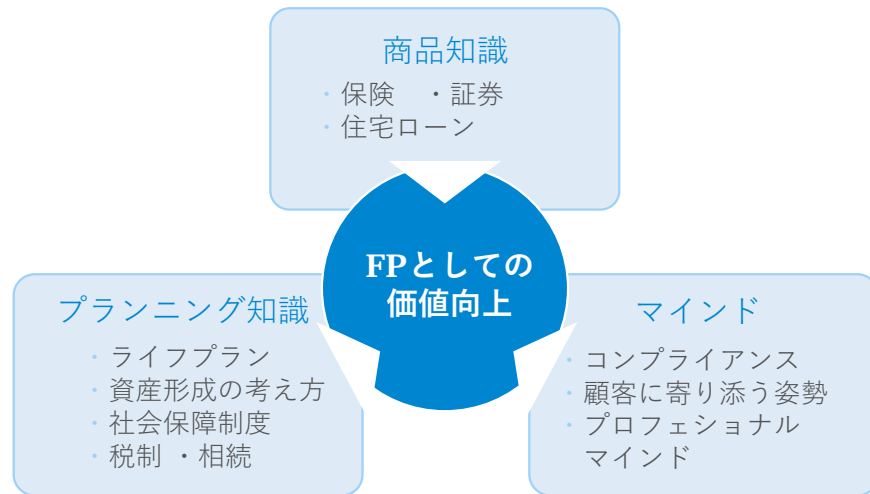 商品知識
・保険　・証券
・住宅ローン
FPとしての
価値向上
プランニング知識
・ライフプラン
・資産形成の考え方
・社会保障制度
・税制 ・相続
マインド
・コンプライアンス
・顧客に寄り添う姿勢
・プロフェショナル
マインド